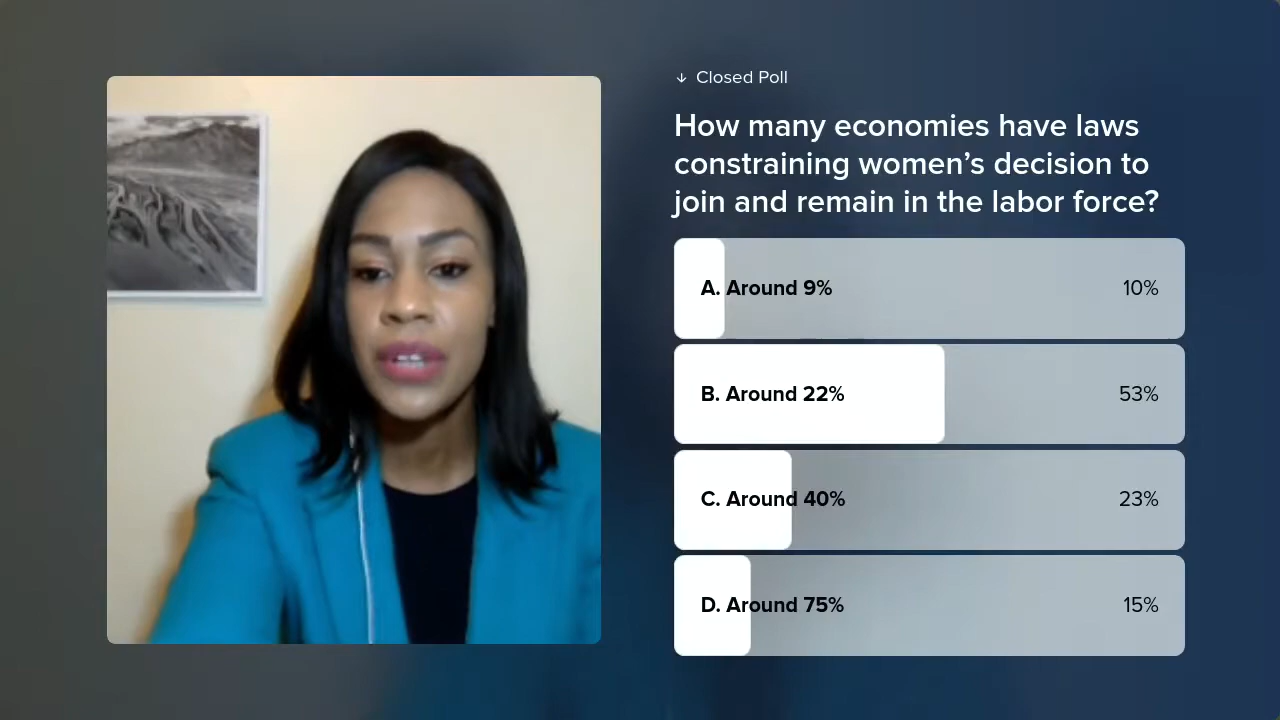 ↓ Closed Poll
How many economies have laws
constraining women’s decision to
join and remain in the labor force?
A. Around 9% 10%
B. Around 22% 53%
C. Around 40% 23%
D. Around 75% 15%